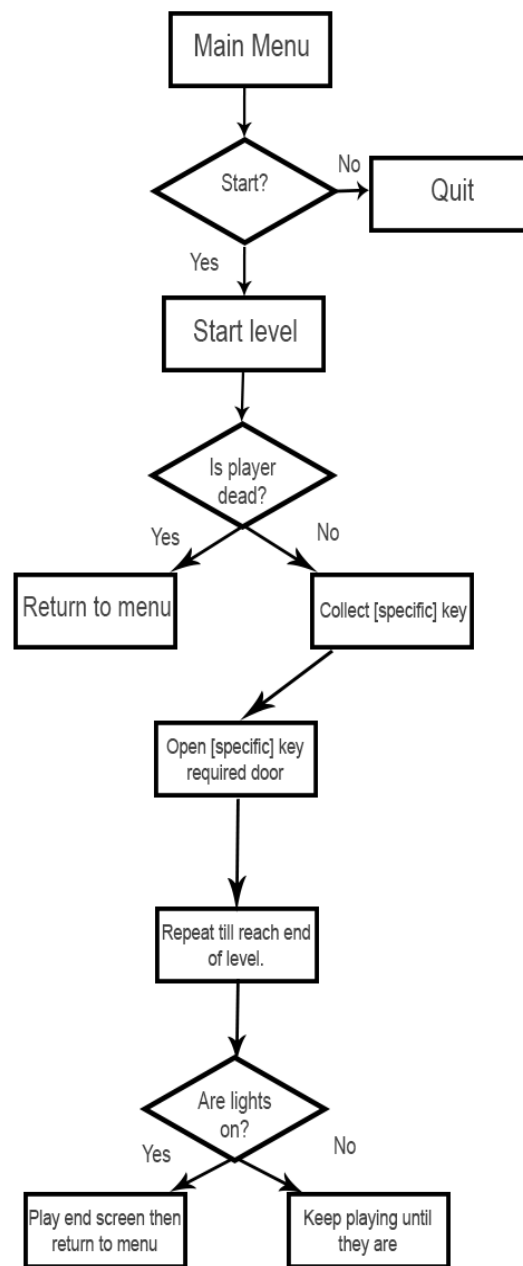 Main Menu
Start?
No
Quit
Yes
Start level
Is player
dead?
Yes
No
Return to menu
Collect [specific] key
Open [specific] key
required door
Repeat till reach end
of level.
Are lights
on?
Yes
No
Play end screen then
return to menu
Keep playing until
they are